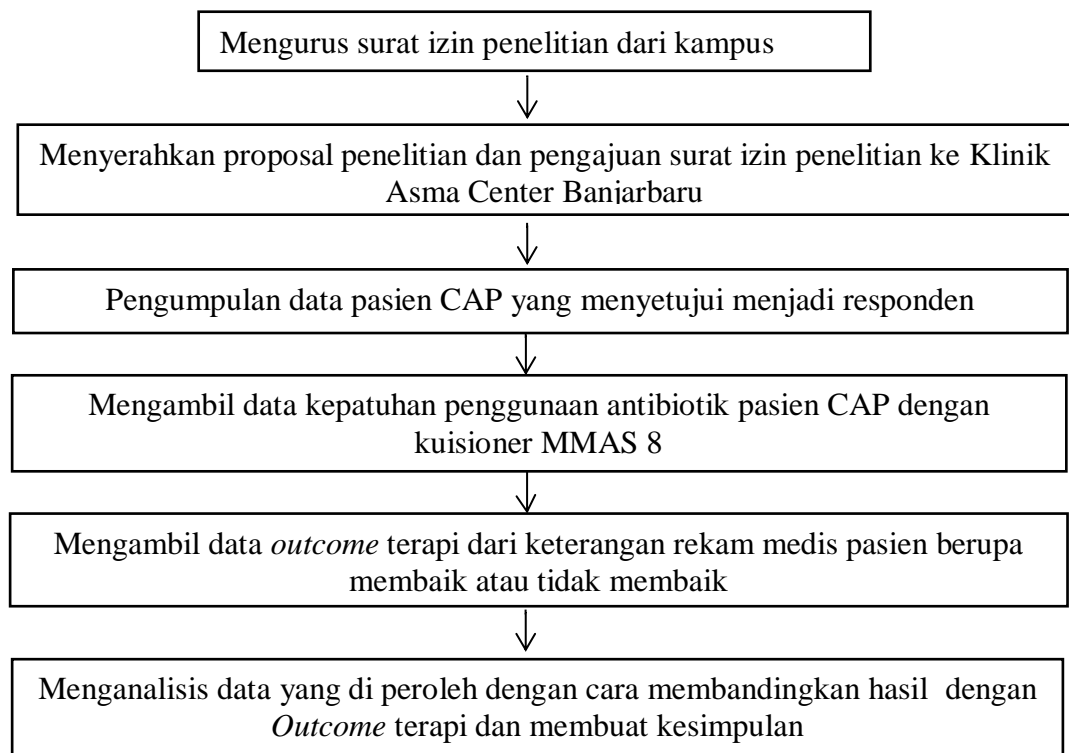 Mengurus surat izin penelitian dari kampus
Menyerahkan proposal penelitian dan pengajuan surat izin penelitian ke Klinik
Asma Center Banjarbaru
Pengumpulan data pasien CAP yang menyetujui menjadi responden
Mengambil data kepatuhan penggunaan antibiotik pasien CAP dengan
kuisioner MMAS 8
Mengambil data outcome terapi dari keterangan rekam medis pasien berupa
membaik atau tidak membaik
Menganalisis data yang di peroleh dengan cara membandingkan hasil dengan
Outcome terapi dan membuat kesimpulan